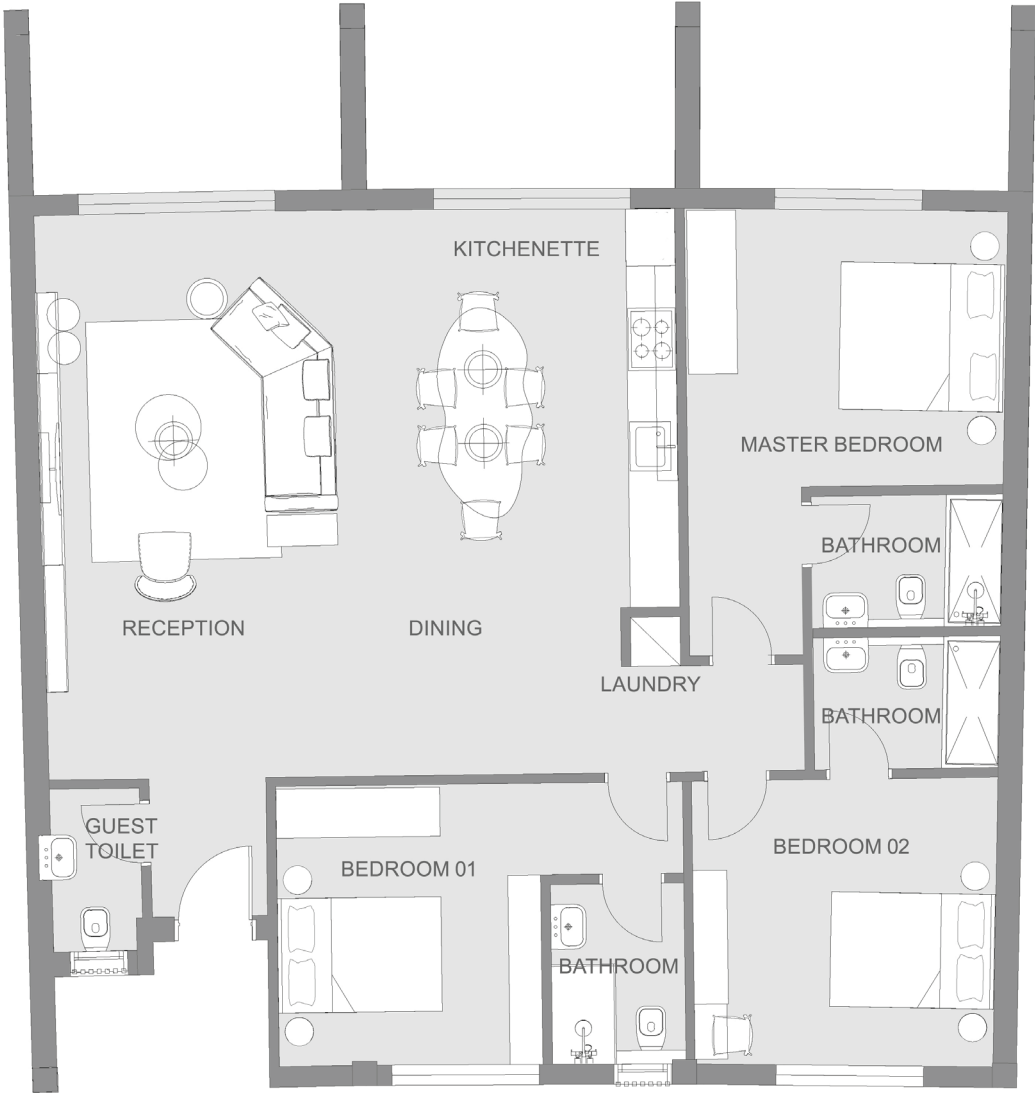 KITCHENETTE
MASTER BEDROOM
BATHROOM
RECEPTION
DINING
LAUNDRY
BATHROOM
GUEST
TOILET
BEDROOM 01
BEDROOM 02
BATHROOM